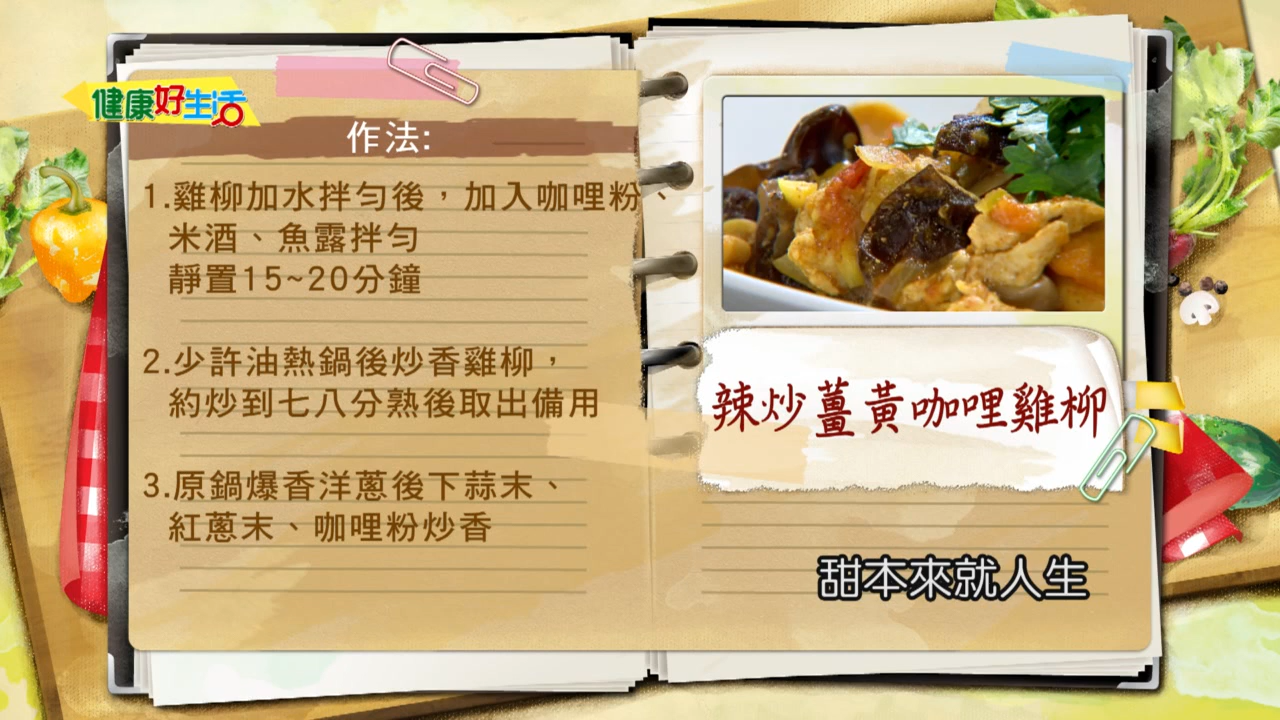 健康好生活
作法:
1.雞柳加水拌勻後，加入咖哩粉、
米酒、魚露拌勻
靜置15~20分鐘
2.少許油熱鍋後炒香雞柳，
約炒到七八分熟後取出備用
3.原鍋爆香洋蔥後下蒜末、
紅蔥末、咖哩粉炒香
辣炒薑黃咖哩雞柳
甜本來就人生